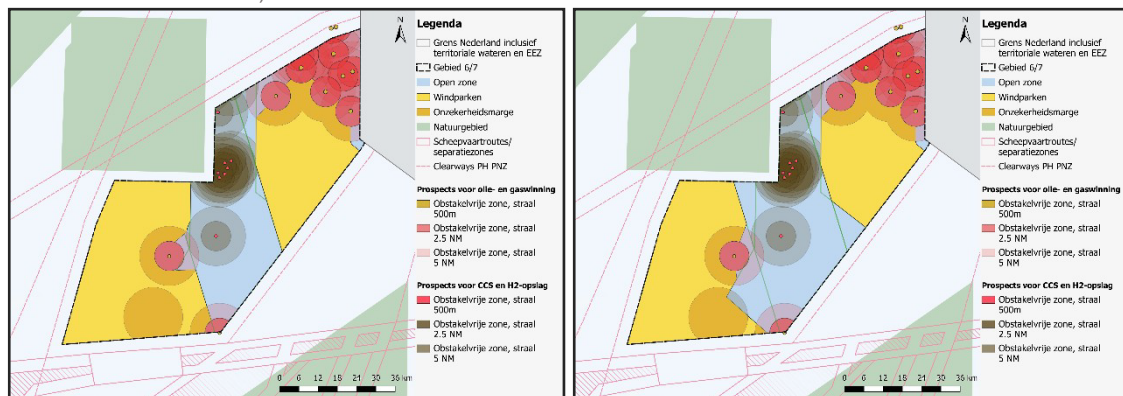 N
Legenda
Grens Nederland inclusief
territoriale wateren en EEZ
Gebied 6/7
Open zone
Windparken
Onzekerheidsmarge
Natuurgebied
Scheepvaartroutes/
separatiezones
Clearways PH PNZ
Prospects voor olie- en gaswinning
Obstakelvrije zone, straal
500m
Obstakelvrije zone, straal
2.5 NM
Obstakelvrije zone, straal
5 NM
Prospects voor CCS en H2-opslag
Obstakelvrije zone, straal
500m
Obstakelvrije zone, straal
2.5 NM
Obstakelvrije zone, straal
5 NM
0 6 12 18 24 30 36 km
N
Legenda
Grens Nederland inclusief
territoriale wateren en EEZ
Gebied 6/7
Open zone
Windparken
Onzekerheidsmarge
Natuurgebied
Scheepvaartroutes/
separatiezones
Clearways PH PNZ
Prospects voor olie- en gaswinning
Obstakelvrije zone, straal
500m
Obstakelvrije zone, straal
2.5 NM
Obstakelvrije zone, straal
5 NM
Prospects voor CCS en H2-opslag
Obstakelvrije zone, straal
500m
Obstakelvrije zone, straal
2.5 NM
Obstakelvrije zone, straal
5 NM
0 6 12 18 24 30 36 km